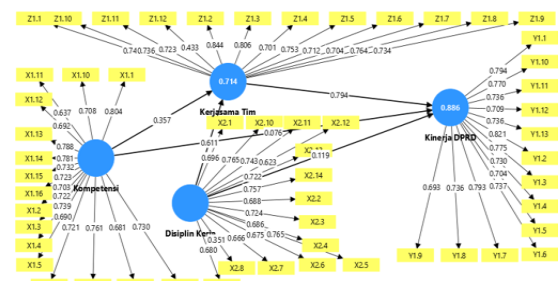 Z1.1 Z1.10 Z1.11 Z1.12 Z1.2 Z1.3 Z1.4 Z1.5 Z1.6 Z1.7 Z1.8 Z1.9
0.740 0.736 0.723 0.433 0.844 0.806 0.701 0.753 0.712 0.704 0.764 0.734
Y1.1
0.794
Y1.10
0.770
X1.11 X1.10 X1.1
0.714
Kerjasama Tim
0.794
Y1.11
0.736
X1.12
0.637 0.708 0.804
0.886
Kinerja DPRD
0.709
Y1.12
0.692
0.357
X2.1 X2.10 X2.11 X2.12
0.076
0.736
Y1.13
X1.13
0.788
0.611
0.821
0.775
Y1.2
X1.14
0.781
0.696 0.765 0.743 0.623
0.119
0.730
Y1.3
0.732
X1.15
0.723
Kompetensi
0.722
X2.14
0.704
0.737
Y1.4
X1.16
0.703
0.722
0.757
0.693 0.736 0.793
X1.2
0.739
0.688
X2.2
Y1.5
X1.3
0.690
0.721 0.761 0.681 0.730
0.724
X2.3
0.686
Disiplin Kerja
X1.4
0.351 0.666 0.675 0.765
X2.4
Y1.9 Y1.8 Y1.7 Y1.6
0.680
X1.5
X2.8 X2.7 X2.6 X2.5